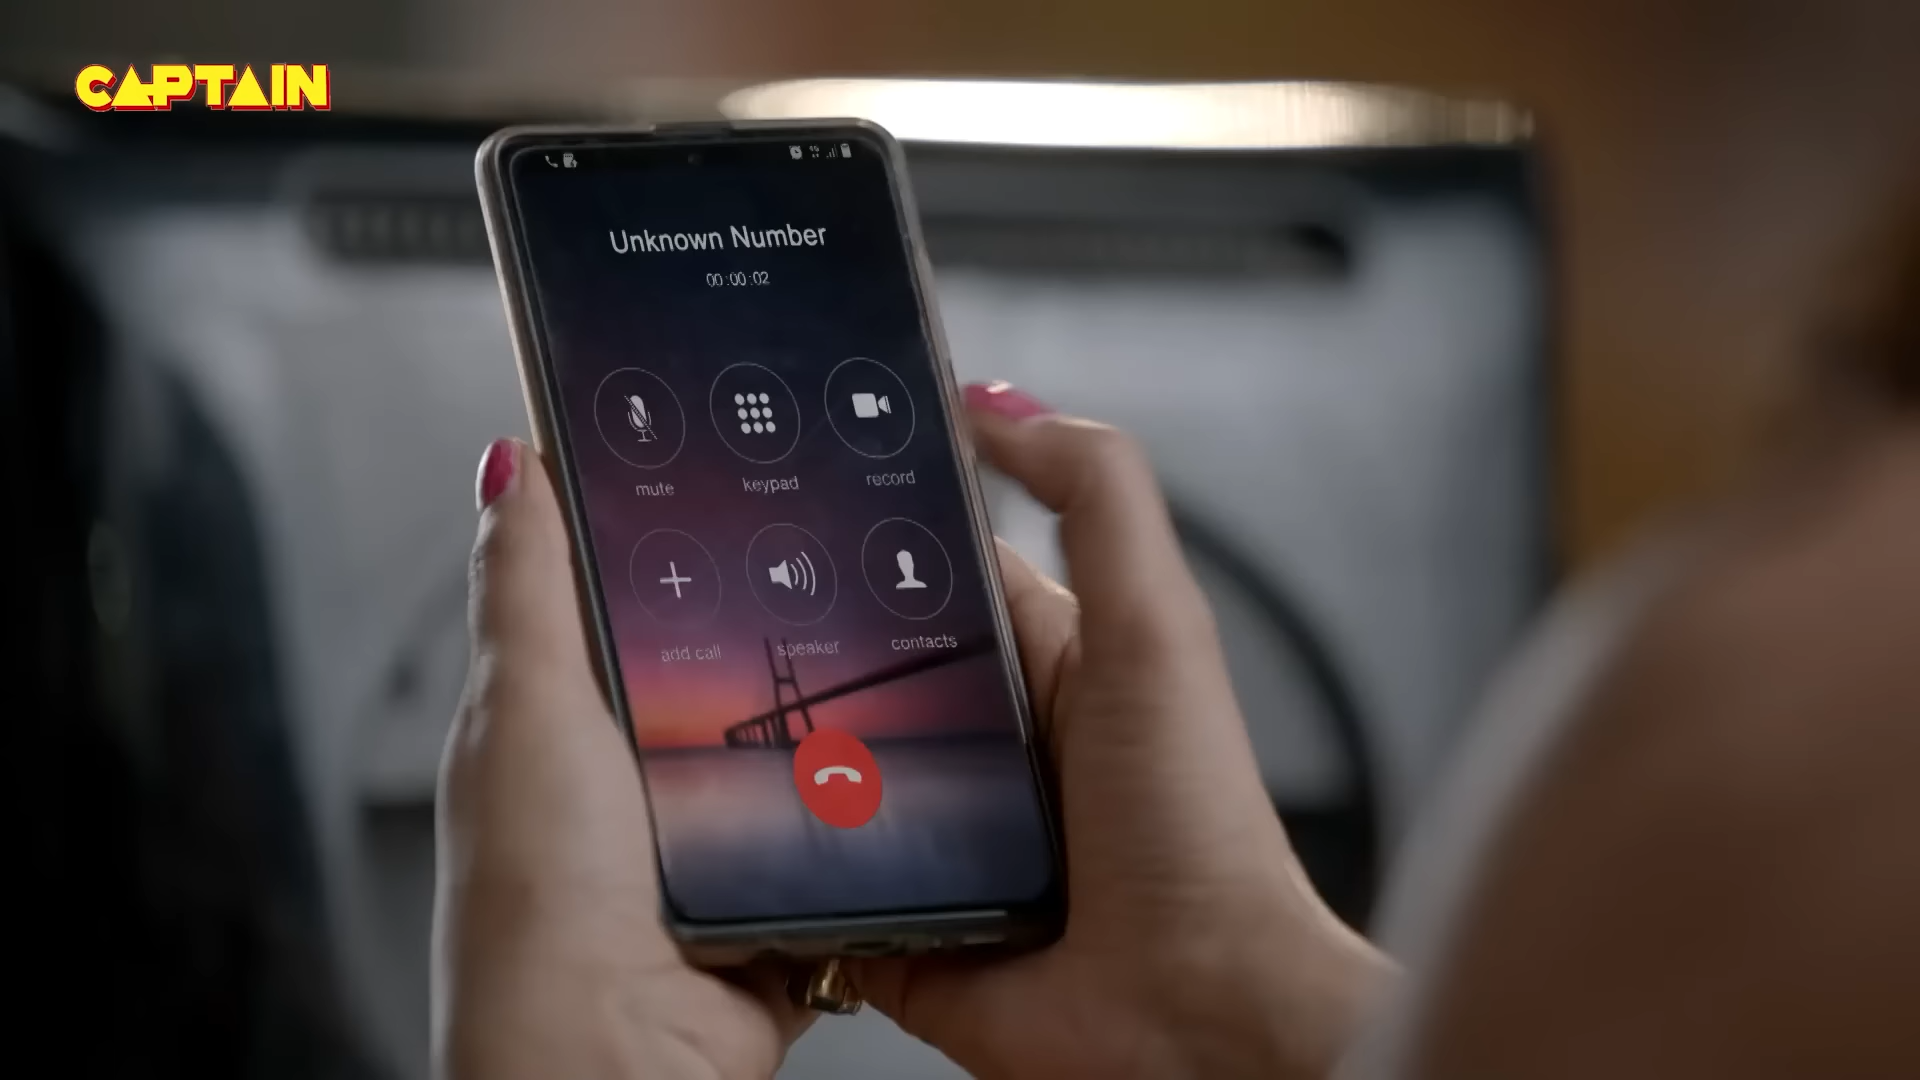 CAPTAIN
Unknown Number
00:00:02
mute keypad record
add call speaker contacts